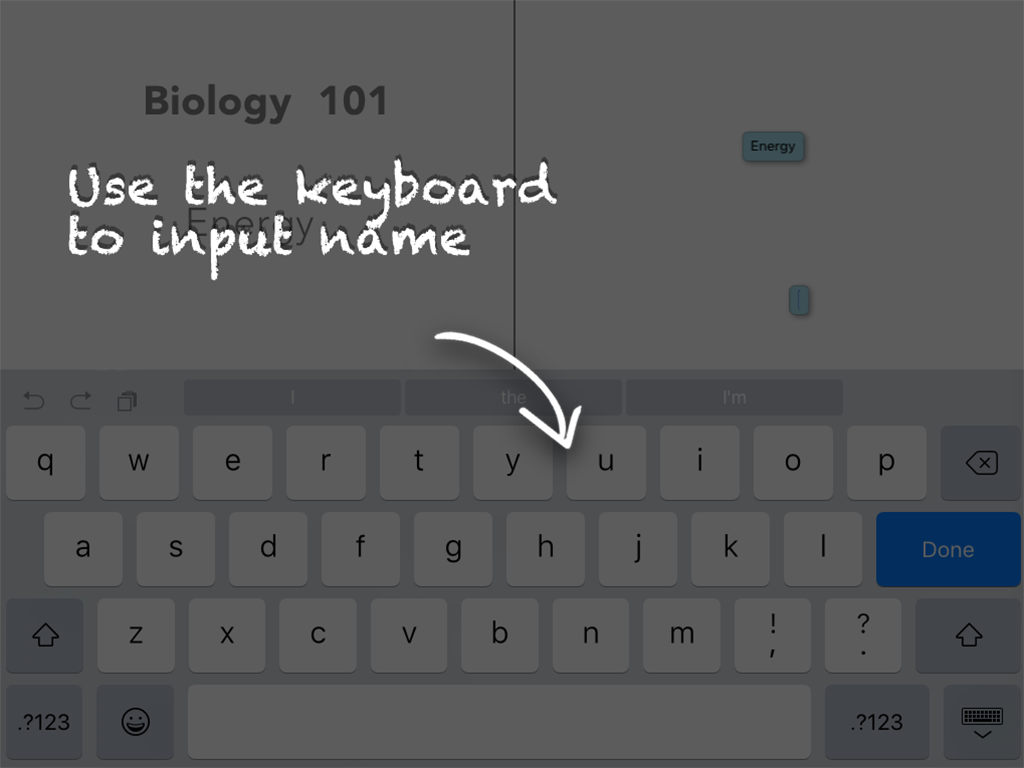 Biology 101
Energy
Use the keyboard
Energy
to input name
I the I'm
q w e r t y u i o p
a s d f g h j k l Done
z x c v b n m ! , ? .
.?123 .?123